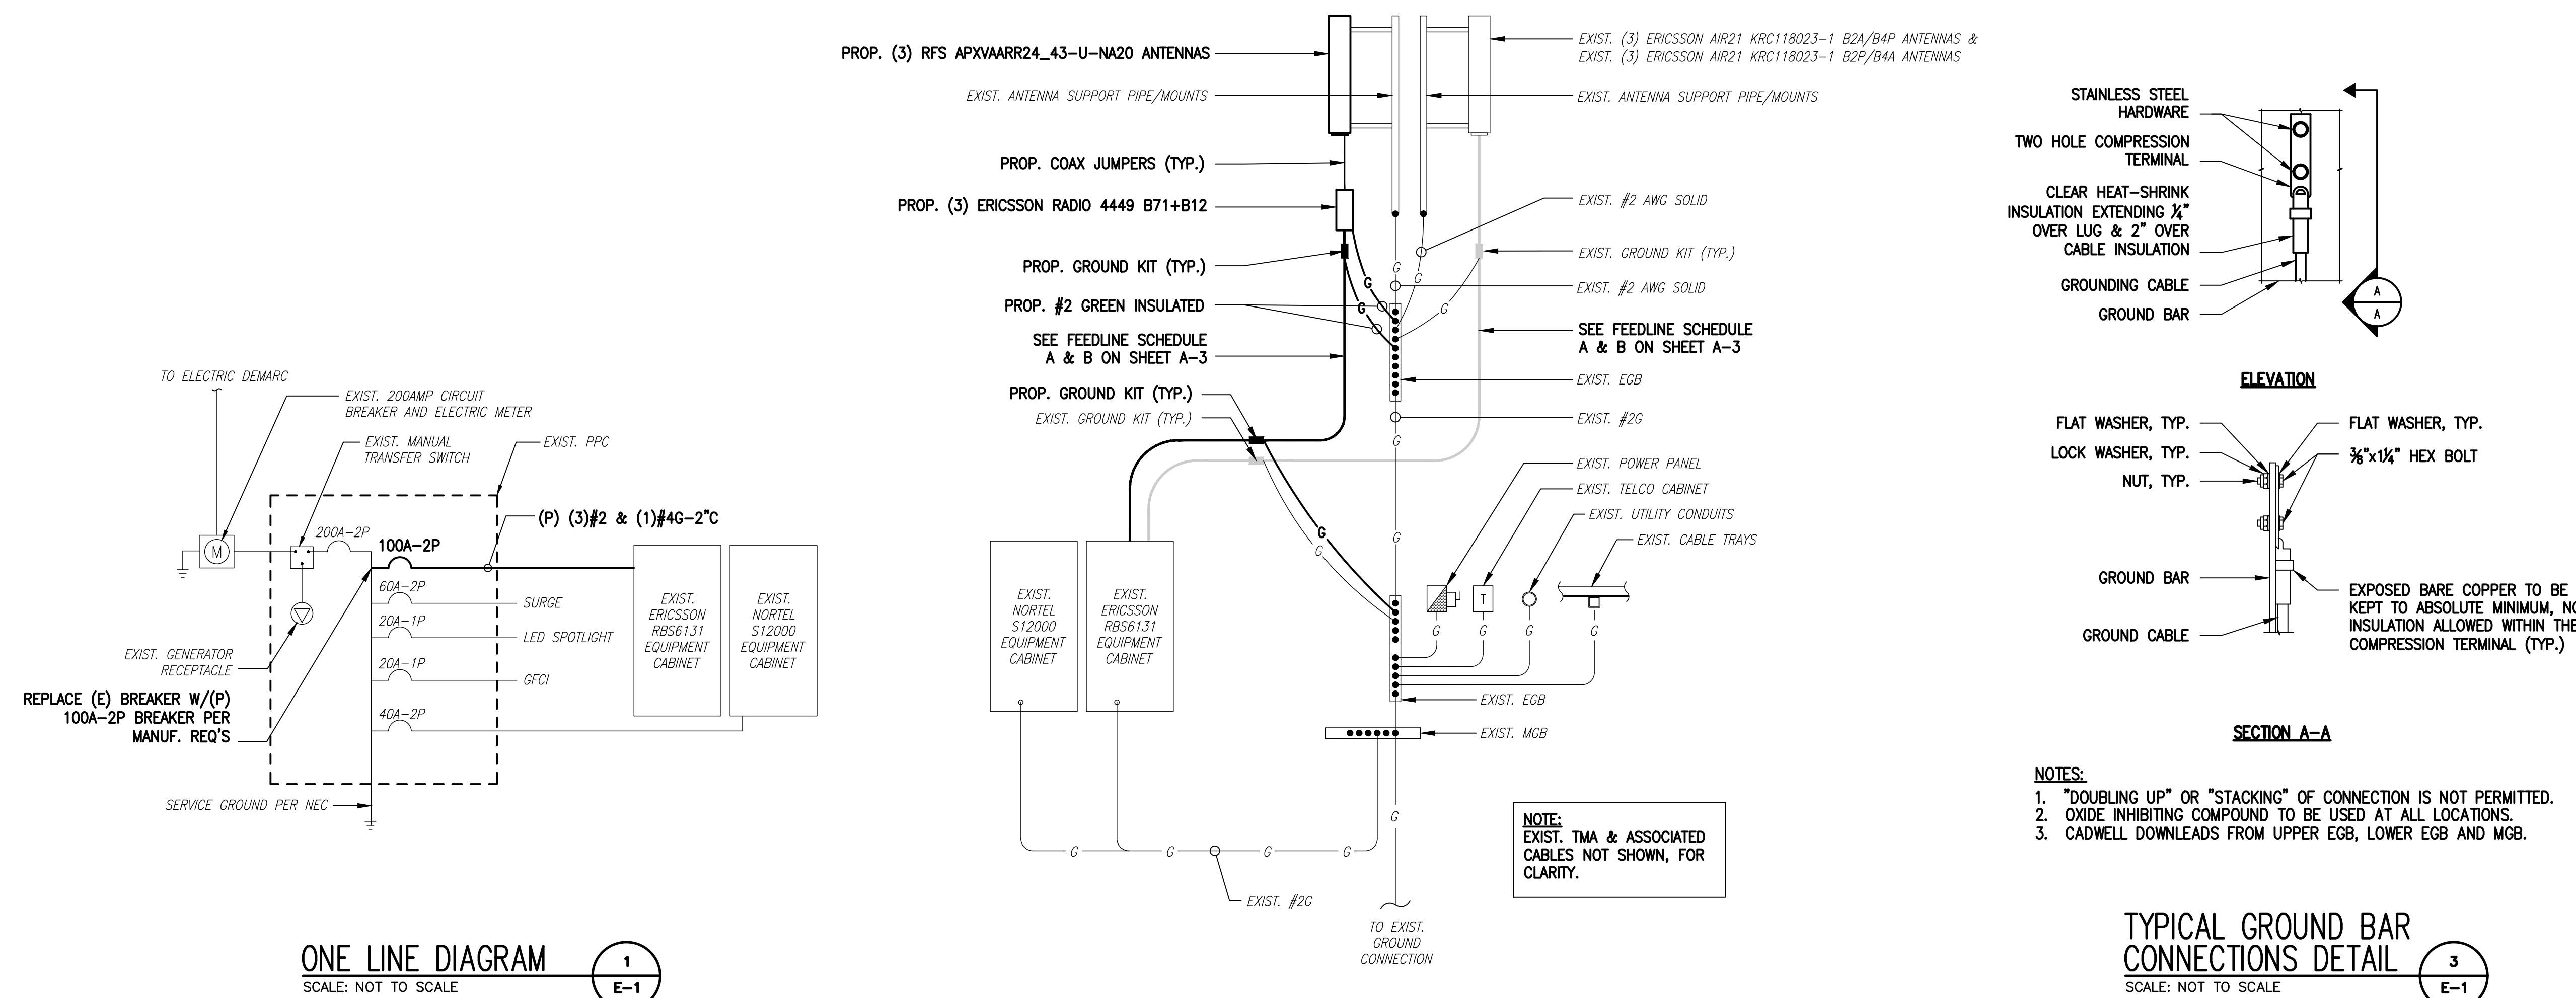 TO ELECTRIC DEMARC
EXIST. 200AMP CIRCUIT
BREAKER AND ELECTRIC METER
EXIST. MANUAL
TRANSFER SWITCH
EXIST. PPC
(P) (3)#2 & (1)#4G-2"C
200A-2P
100A-2P
M
60A-2P
SURGE
20A-1P
LED SPOTLIGHT
20A-1P
GFCI
40A-2P
EXIST.
ERICSSON
RBS6131
EQUIPMENT
CABINET
EXIST.
NORTEL
S12000
EQUIPMENT
CABINET
EXIST. GENERATOR
RECEPTACLE
REPLACE (E) BREAKER W/(P)
100A-2P BREAKER PER
MANUF. REQ'S
SERVICE GROUND PER NEC
ONE LINE DIAGRAM
SCALE: NOT TO SCALE
1
E-1
PROP. (3) RFS APXVAARR24_43-U-NA20 ANTENNAS
EXIST. ANTENNA SUPPORT PIPE/MOUNTS
PROP. COAX JUMPERS (TYP.)
PROP. (3) ERICSSON RADIO 4449 B71+B12
PROP. GROUND KIT (TYP.)
PROP. #2 GREEN INSULATED
SEE FEEDLINE SCHEDULE
A & B ON SHEET A-3
PROP. GROUND KIT (TYP.)
EXIST. GROUND KIT (TYP.)
EXIST. (3) ERICSSON AIR21 KRC118023-1 B2A/B4P ANTENNAS &
EXIST. (3) ERICSSON AIR21 KRC118023-1 B2P/B4A ANTENNAS
EXIST. ANTENNA SUPPORT PIPE/MOUNTS
EXIST. #2 AWG SOLID
EXIST. GROUND KIT (TYP.)
EXIST. #2 AWG SOLID
SEE FEEDLINE SCHEDULE
A & B ON SHEET A-3
EXIST. EGB
EXIST. #2G
EXIST. POWER PANEL
EXIST. TELCO CABINET
EXIST. UTILITY CONDUITS
EXIST. CABLE TRAYS
G
G
G
G
G
G
G
G
G
T
G
G
G
G
EXIST.
NORTEL
S12000
EQUIPMENT
CABINET
EXIST.
ERICSSON
RBS6131
EQUIPMENT
CABINET
EXIST. EGB
EXIST. MGB
G
G
G
G
G
EXIST. #2G
TO EXIST.
GROUND
CONNECTION
NOTE:
EXIST. TMA & ASSOCIATED
CABLES NOT SHOWN, FOR
CLARITY.
STAINLESS STEEL
HARDWARE
TWO HOLE COMPRESSION
TERMINAL
CLEAR HEAT-SHRINK
INSULATION EXTENDING ¼"
OVER LUG & 2" OVER
CABLE INSULATION
GROUNDING CABLE
GROUND BAR
A
A
ELEVATION
FLAT WASHER, TYP.
LOCK WASHER, TYP.
NUT, TYP.
GROUND BAR
GROUND CABLE
FLAT WASHER, TYP.
⅜"x1¼" HEX BOLT
EXPOSED BARE COPPER TO BE
KEPT TO ABSOLUTE MINIMUM, NO
INSULATION ALLOWED WITHIN THE
COMPRESSION TERMINAL (TYP.)
SECTION A-A
NOTES:
1. "DOUBLING UP" OR "STACKING" OF CONNECTION IS NOT PERMITTED.
2. OXIDE INHIBITING COMPOUND TO BE USED AT ALL LOCATIONS.
3. CADWELL DOWNLEADS FROM UPPER EGB, LOWER EGB AND MGB.
TYPICAL GROUND BAR
CONNECTIONS DETAIL
SCALE: NOT TO SCALE
3
E-1